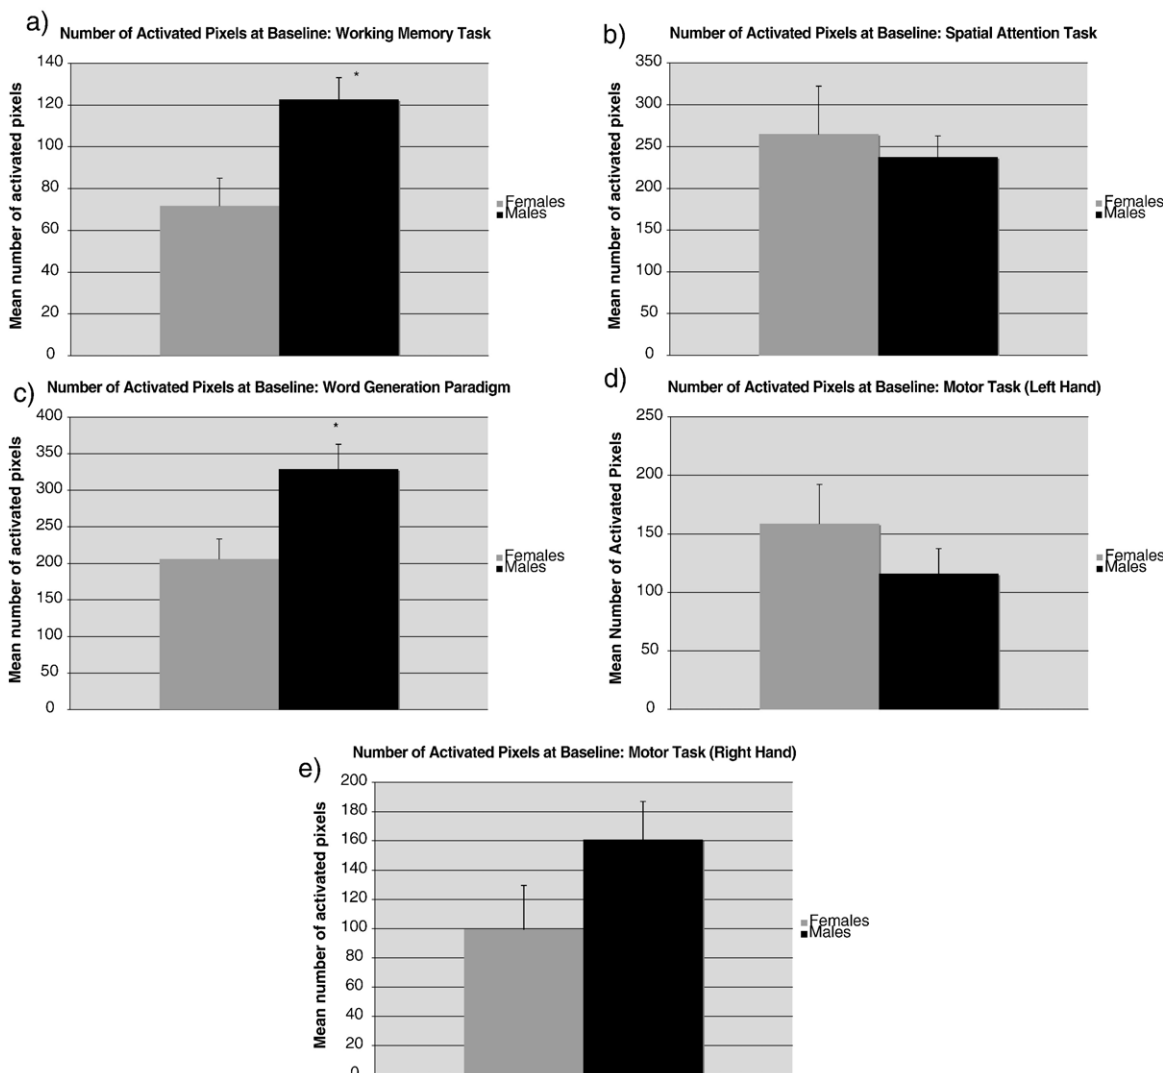 a)
Number of Activated Pixels at Baseline: Working Memory Task
Mean number of activated pixels
140
120
100
80
60
40
20
0
Females
Males
*
b)
Number of Activated Pixels at Baseline: Spatial Attention Task
Mean number of activated pixels
350
300
250
200
150
100
50
0
Females
Males
c)
Number of Activated Pixels at Baseline: Word Generation Paradigm
Mean number of activated pixels
400
350
300
250
200
150
100
50
0
Females
Males
*
d)
Number of Activated Pixels at Baseline: Motor Task (Left Hand)
Mean Number of Activated Pixels
250
200
150
100
50
0
Females
Males
e)
Number of Activated Pixels at Baseline: Motor Task (Right Hand)
Mean number of activated pixels
200
180
160
140
120
100
80
60
40
20
0
Females
Males